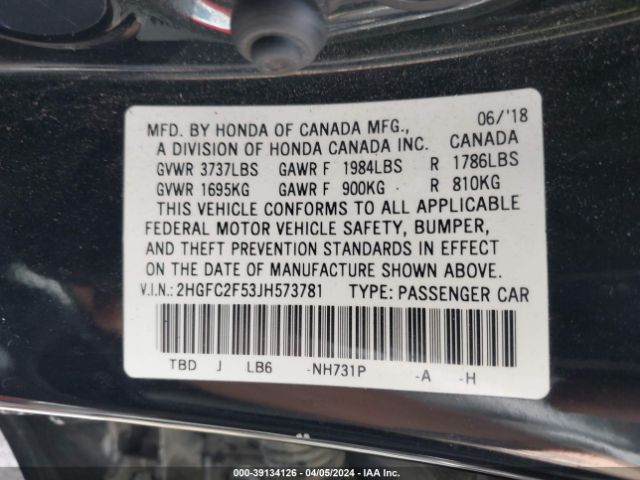 06/'18
MFD. BY HONDA OF CANADA MFG.,
A DIVISION OF HONDA CANADA INC. CANADA
GVWR 3737LBS GAWR F 1984LBS R 1786LBS
GVWR 1695KG GAWR F 900KG R 810KG
THIS VEHICLE CONFORMS TO ALL APPLICABLE
FEDERAL MOTOR VEHICLE SAFETY, BUMPER,
AND THEFT PREVENTION STANDARDS IN EFFECT
ON THE DATE OF MANUFACTURE SHOWN ABOVE.
V.I.N.: 2HGFC2F53JH573781 TYPE: PASSENGER CAR
TBD J LB6 -NH731P -A -H
000-39134126 - 04/05/2024 - IAA Inc.